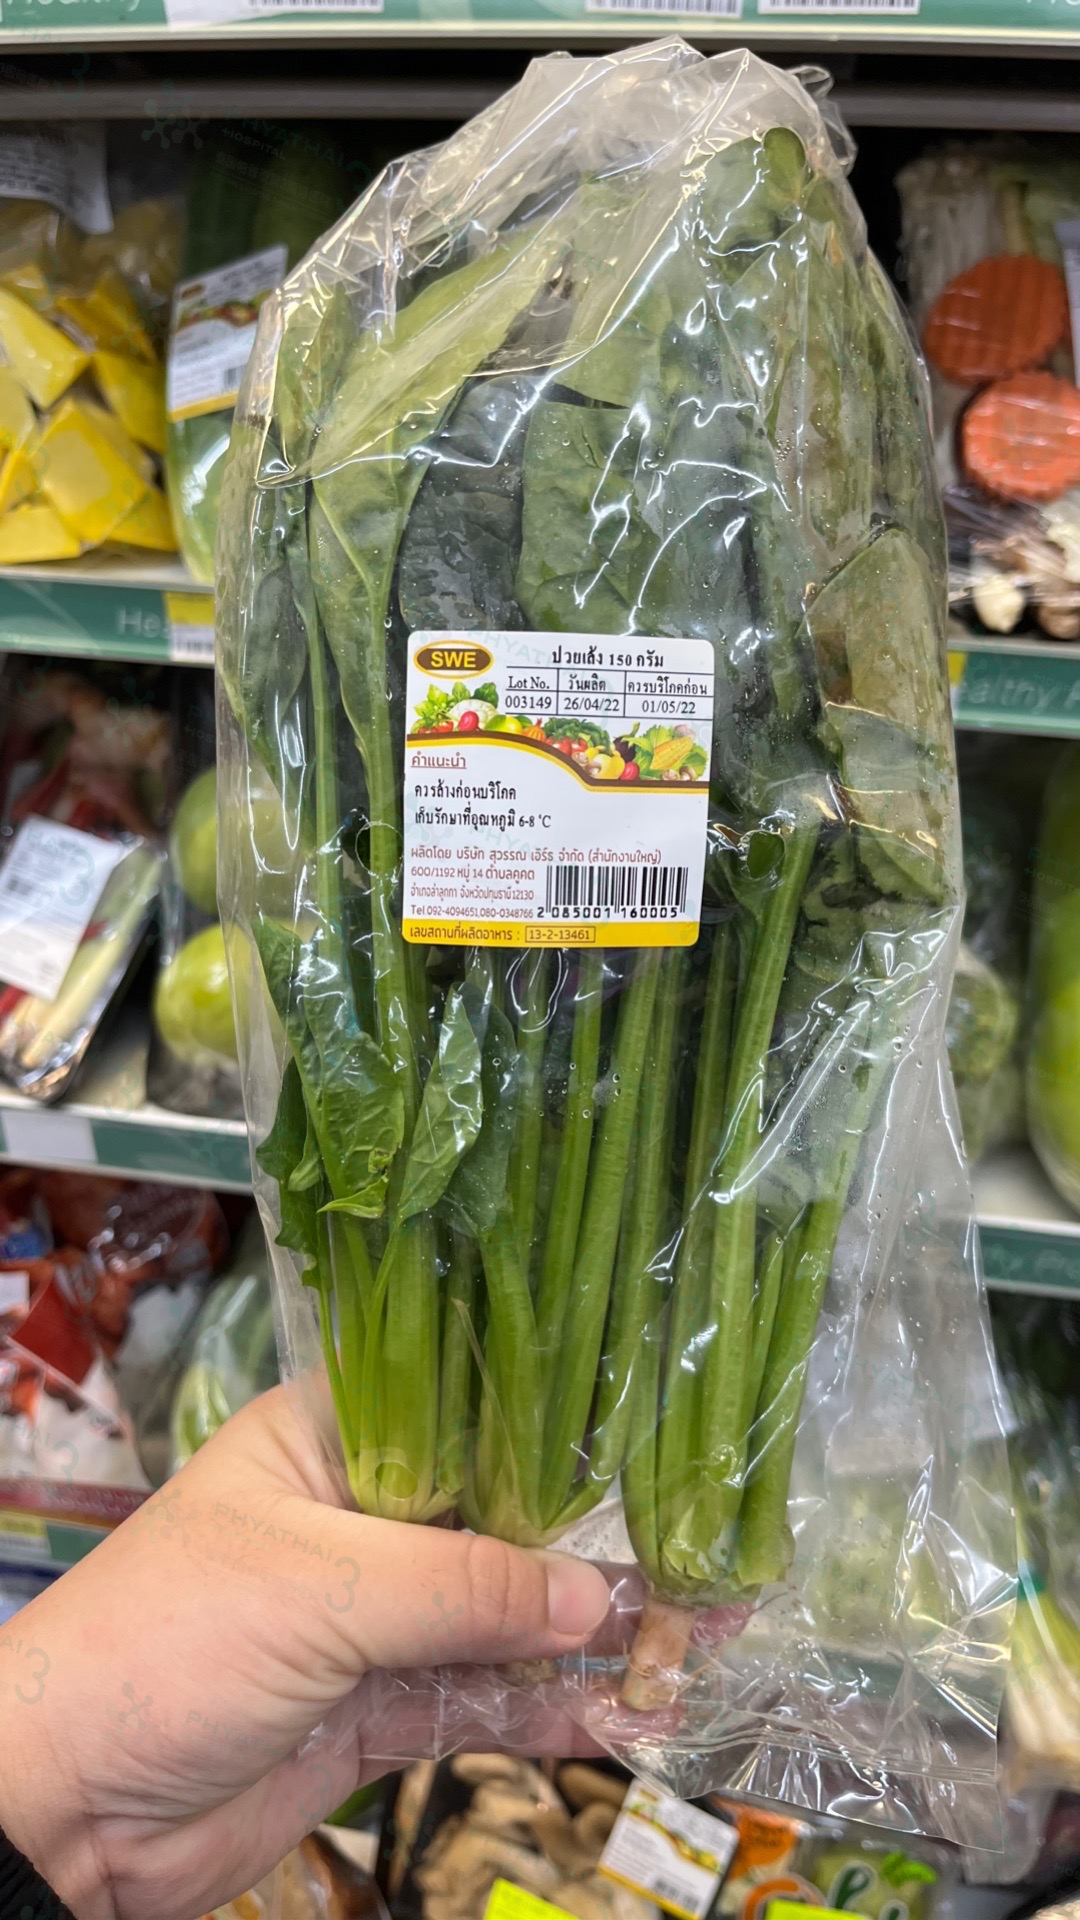 SWE
ปวยเล้ง 150 กรัม
Lot No. วันผลิต ควรบริโภคก่อน
003149 26/04/22 01/05/22
คำแนะนำ
ควรล้างก่อนบริโภค
เก็บรักษาที่อุณหภูมิ 6-8 °C
ผลิตโดย บริษัท สุวรรณ เอิร์ธ จำกัด (สำนักงานใหญ่)
600/1192 หมู่ 14 ตำบลคูคต
อำเภอลำลูกกา จังหวัดปทุมธานี 12130
Tel 092-4094651,080-0348766
2 085001 160005
เลขสถานที่ผลิตอาหาร : 13-2-13461
PHYATHAI 3
HOSPITAL